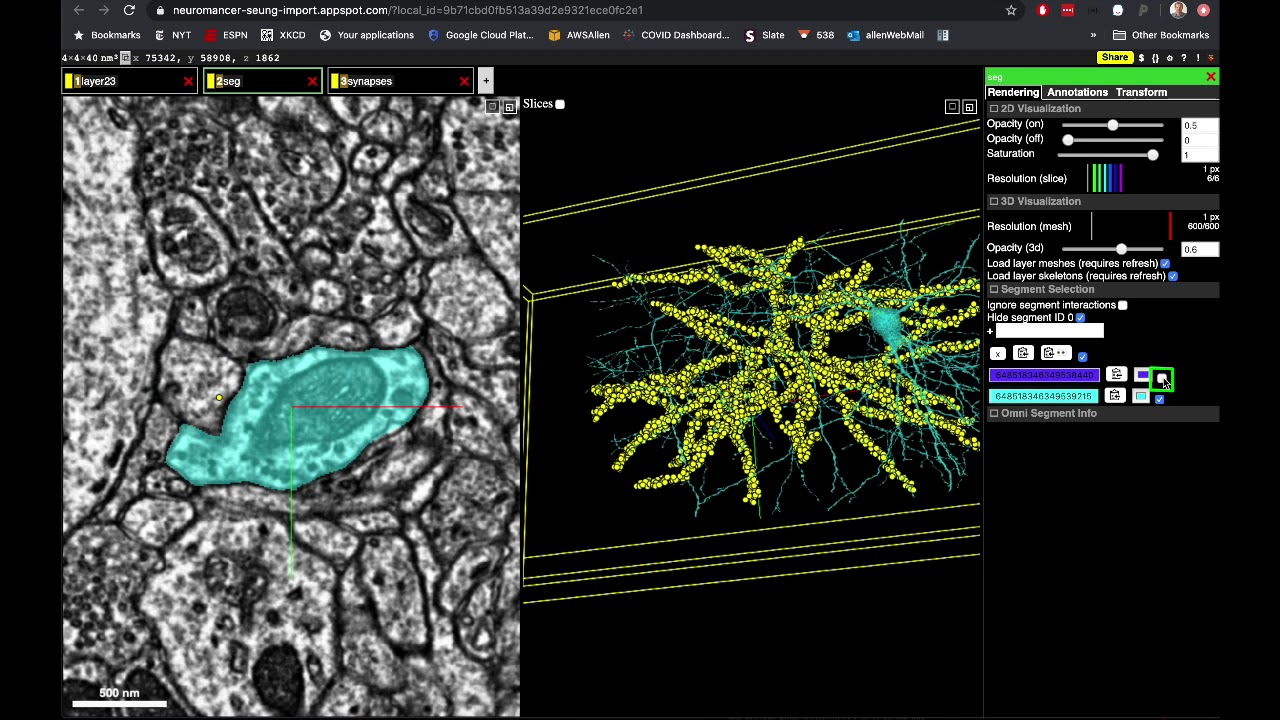 neuromancer-seung-import.appspot.com/?local_id=9b71cbd0fb513a39d2e9321ece0fc2e1
Bookmarks NYT ESPN XKCD Your applications Google Cloud Plat... AWSAllen COVID Dashboard... Slate 538 allenWebMail » Other Bookmarks
4×4×40 nm³ x 75342, y 58908, z 1862 Share $ {} ⚙ ? !
1 layer23 2 seg 3 synapses +
seg
Rendering Annotations Transform
Slices
2D Visualization
Opacity (on) 0.5
Opacity (off) 0
Saturation 1
Resolution (slice) 1 px 6/6
3D Visualization
Resolution (mesh) 1 px 600/600
Opacity (3d) 0.6
Load layer meshes (requires refresh)
Load layer skeletons (requires refresh)
Segment Selection
Ignore segment interactions
Hide segment ID 0
+
x
648518346349538440
648518346349539215
Omni Segment Info
500 nm